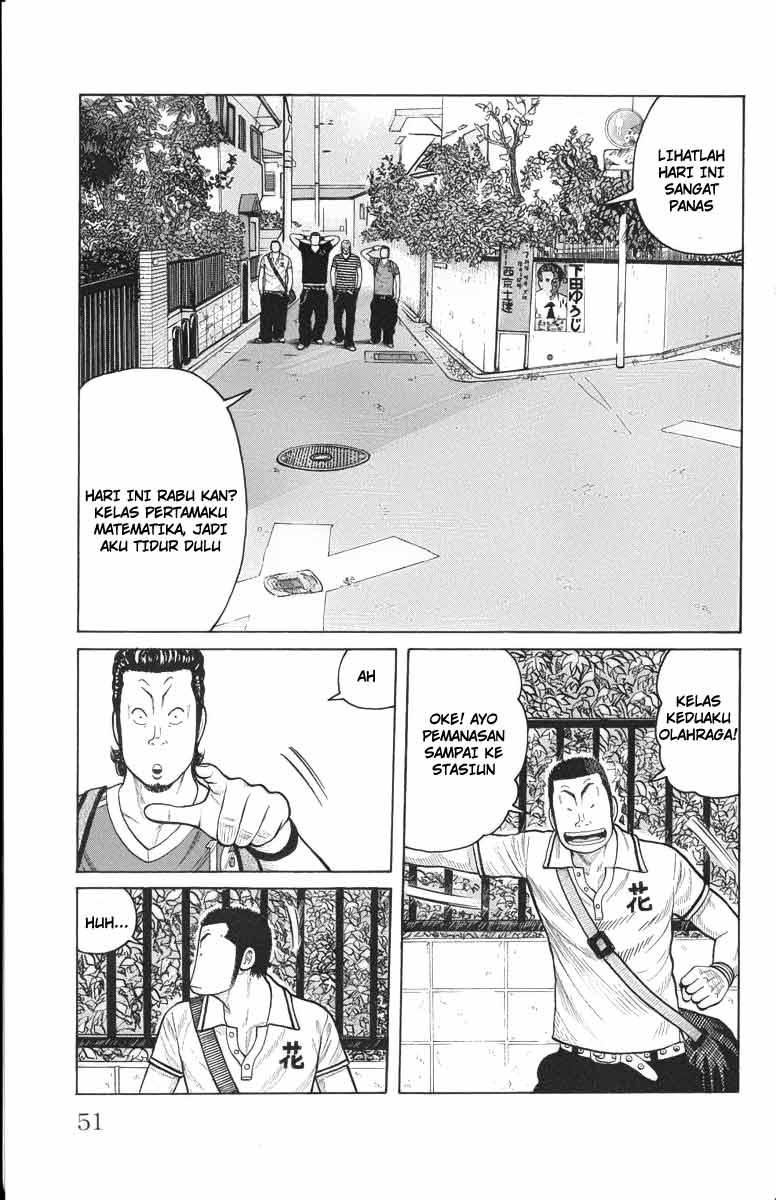 LIHATLAH
HARI INI
SANGAT
PANAS
下田ゆうじ
HARI INI RABU KAN?
KELAS PERTAMAKU
MATEMATIKA, JADI
AKU TIDUR DULU
KELAS
KEDUAKU
OLAHRAGA!
OKE! AYO
PEMANASAN
SAMPAI KE
STASIUN
花
AH
HUH...
花
51